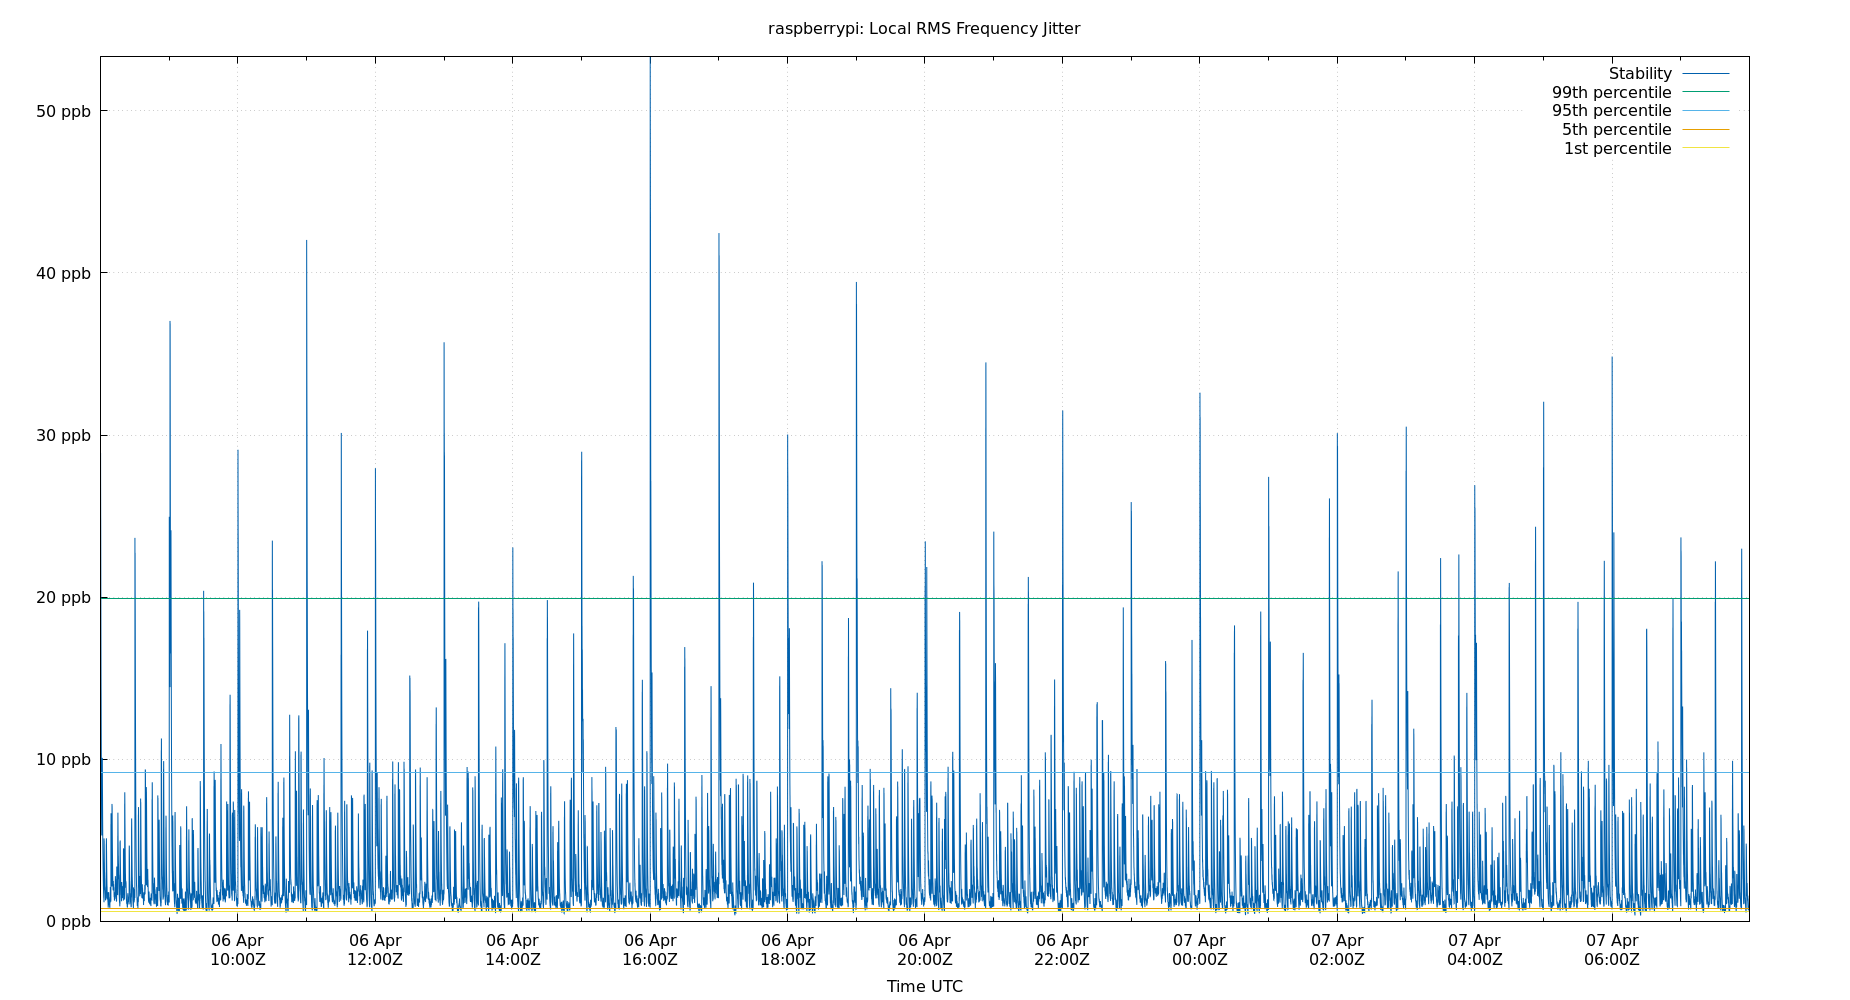 raspberrypi: Local RMS Frequency Jitter
Stability
99th percentile
95th percentile
5th percentile
1st percentile
50 ppb
40 ppb
30 ppb
20 ppb
10 ppb
0 ppb
06 Apr 06 Apr 06 Apr 06 Apr 06 Apr 06 Apr 06 Apr 07 Apr 07 Apr 07 Apr 07 Apr
10:00Z 12:00Z 14:00Z 16:00Z 18:00Z 20:00Z 22:00Z 00:00Z 02:00Z 04:00Z 06:00Z
Time UTC